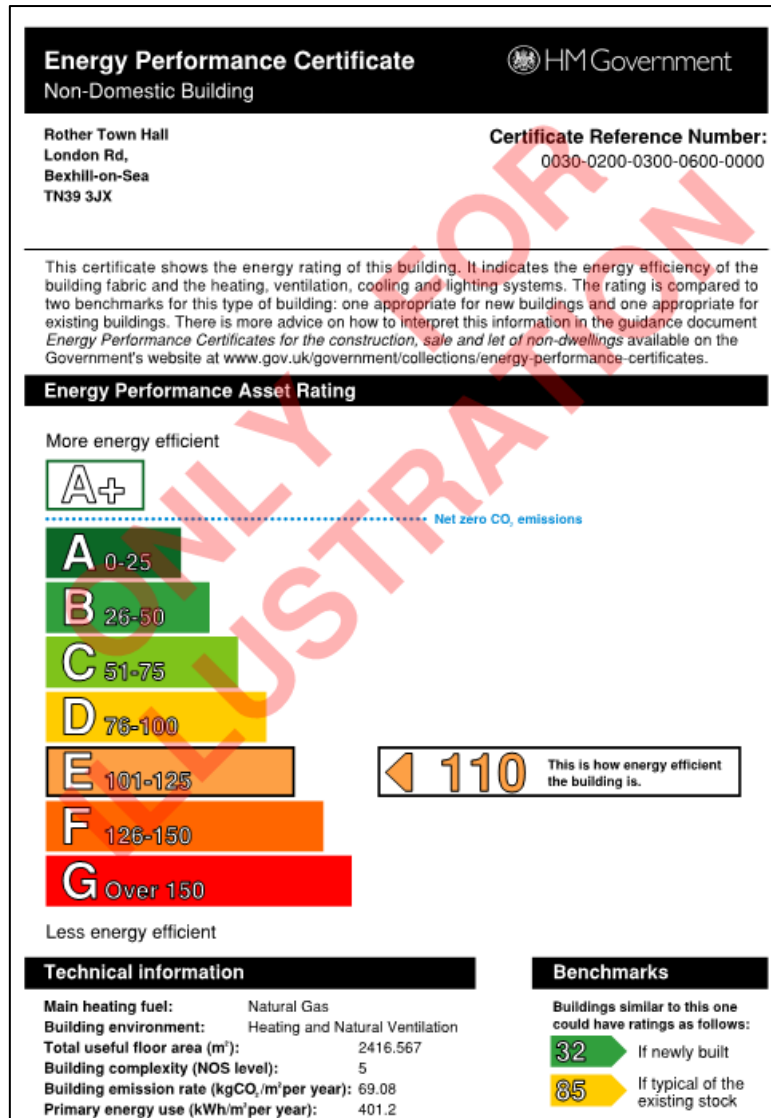 Energy Performance Certificate
HM Government
Non-Domestic Building
Rother Town Hall
London Rd,
Bexhill-on-Sea
TN39 3JX
Certificate Reference Number:
0030-0200-0300-0600-0000
This certificate shows the energy rating of this building. It indicates the energy efficiency of the
building fabric and the heating, ventilation, cooling and lighting systems. The rating is compared to
two benchmarks for this type of building: one appropriate for new buildings and one appropriate for
existing buildings. There is more advice on how to interpret this information in the guidance document
Energy Performance Certificates for the construction, sale and let of non-dwellings available on the
Government's website at www.gov.uk/government/collections/energy-performance-certificates.
Energy Performance Asset Rating
More energy efficient
A+
Net zero CO₂ emissions
A 0-25
B 26-50
C 51-75
D 76-100
E 101-125
110
This is how energy efficient
the building is.
F 126-150
G Over 150
Less energy efficient
ONLY FOR
ILLUSTRATION
Technical information
Main heating fuel: Natural Gas
Building environment: Heating and Natural Ventilation
Total useful floor area (m²): 2416.567
Building complexity (NOS level): 5
Building emission rate (kgCO₂/m²per year): 69.08
Primary energy use (kWh/m²per year): 401.2
Benchmarks
Buildings similar to this one
could have ratings as follows:
32 If newly built
85 If typical of the
existing stock